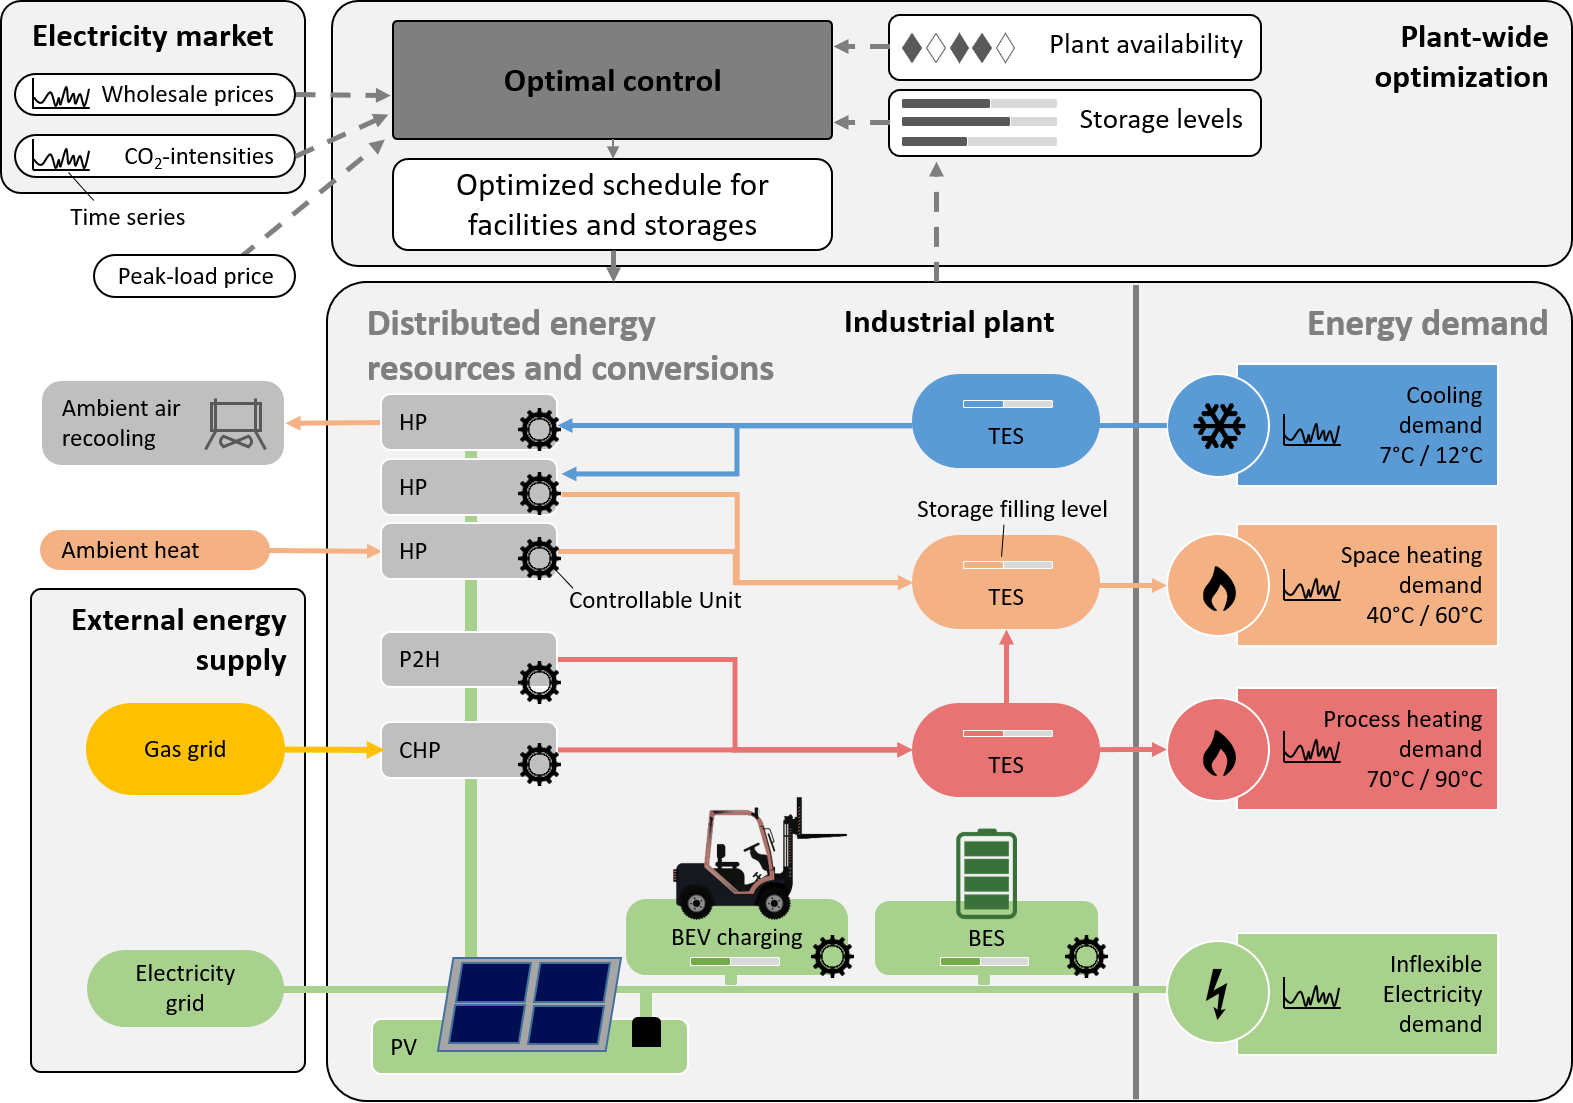 Electricity market
Wholesale prices
CO2-intensities
Time series
Peak-load price
Optimal control
Optimized schedule for
facilities and storages
Plant availability
Storage levels
Plant-wide
optimization
Distributed energy
resources and conversions
Industrial plant
Energy demand
Ambient air
recooling
HP
HP
HP
Ambient heat
Controllable Unit
External energy
supply
P2H
Gas grid
CHP
TES
Storage filling level
TES
TES
Cooling
demand
7°C / 12°C
Space heating
demand
40°C / 60°C
Process heating
demand
70°C / 90°C
BEV charging
BES
Electricity
grid
PV
Inflexible
Electricity
demand